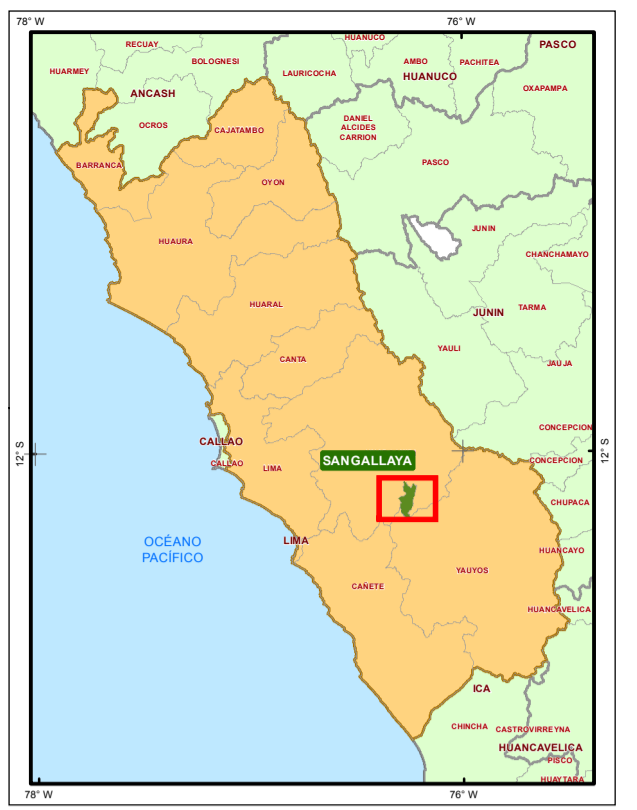 78° W
76° W
RECUAY
HUANUCO
PASCO
HUARMEY
BOLOGNESI
LAURICOCHA
AMBO
PACHITEA
HUANUCO
OXAPAMPA
ANCASH
OCROS
CAJATAMBO
DANIEL
ALCIDES
CARRION
BARRANCA
PASCO
OYON
HUAURA
JUNIN
CHANCHAMAYO
HUARAL
TARMA
JUNIN
CANTA
YAULI
JAUJA
CONCEPCION
CALLAO
CALLAO
LIMA
SANGALLAYA
CONCEPCION
12° S
12° S
CHUPACA
OCÉANO
PACÍFICO
LIMA
HUANCAYO
CAÑETE
YAUYOS
HUANCAVELICA
ICA
CHINCHA
CASTROVIRREYNA
HUANCAVELICA
PISCO
HUAYTARA
78° W
76° W